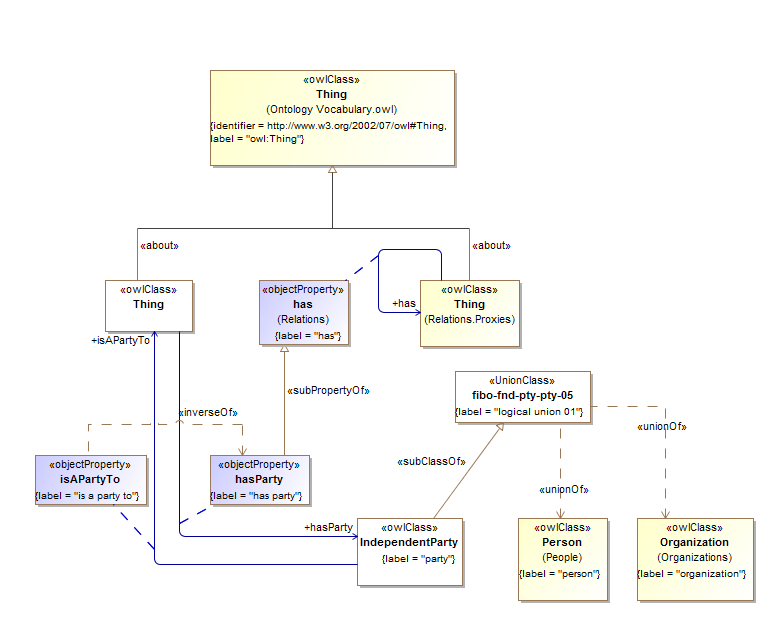 «owlClass»
Thing
(Ontology Vocabulary.owl)
{identifier = http://www.w3.org/2002/07/owl#Thing,
label = "owl:Thing"}
«about»
«about»
«owlClass»
Thing
«objectProperty»
has
(Relations)
{label = "has"}
+has
«owlClass»
Thing
(Relations.Proxies)
+isAPartyTo
«subPropertyOf»
«UnionClass»
fibo-fnd-pty-pty-05
{label = "logical union 01"}
«inverseOf»
«unionOf»
«objectProperty»
isAPartyTo
{label = "is a party to"}
«objectProperty»
hasParty
{label = "has party"}
«subClassOf»
«unionOf»
+hasParty
«owlClass»
IndependentParty
{label = "party"}
«owlClass»
Person
(People)
{label = "person"}
«owlClass»
Organization
(Organizations)
{label = "organization"}